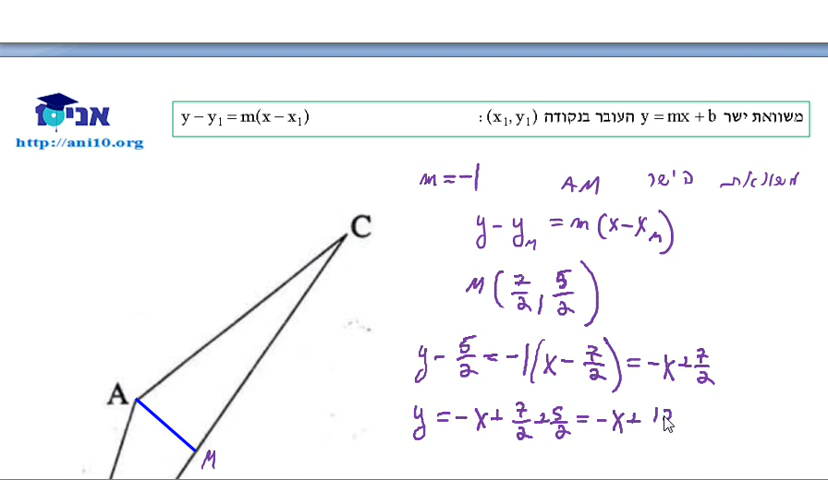 אני10
http://ani10.org
משוואת ישר y = mx + b העובר בנקודה (x₁, y₁) : y − y₁ = m(x − x₁)
משוואת הישר AM m = -1
y - y_M = m(x - x_M)
M(7/2, 5/2)
y - 5/2 = -1(x - 7/2) = -x + 7/2
y = -x + 7/2 + 5/2 = -x + 12
C
A
M